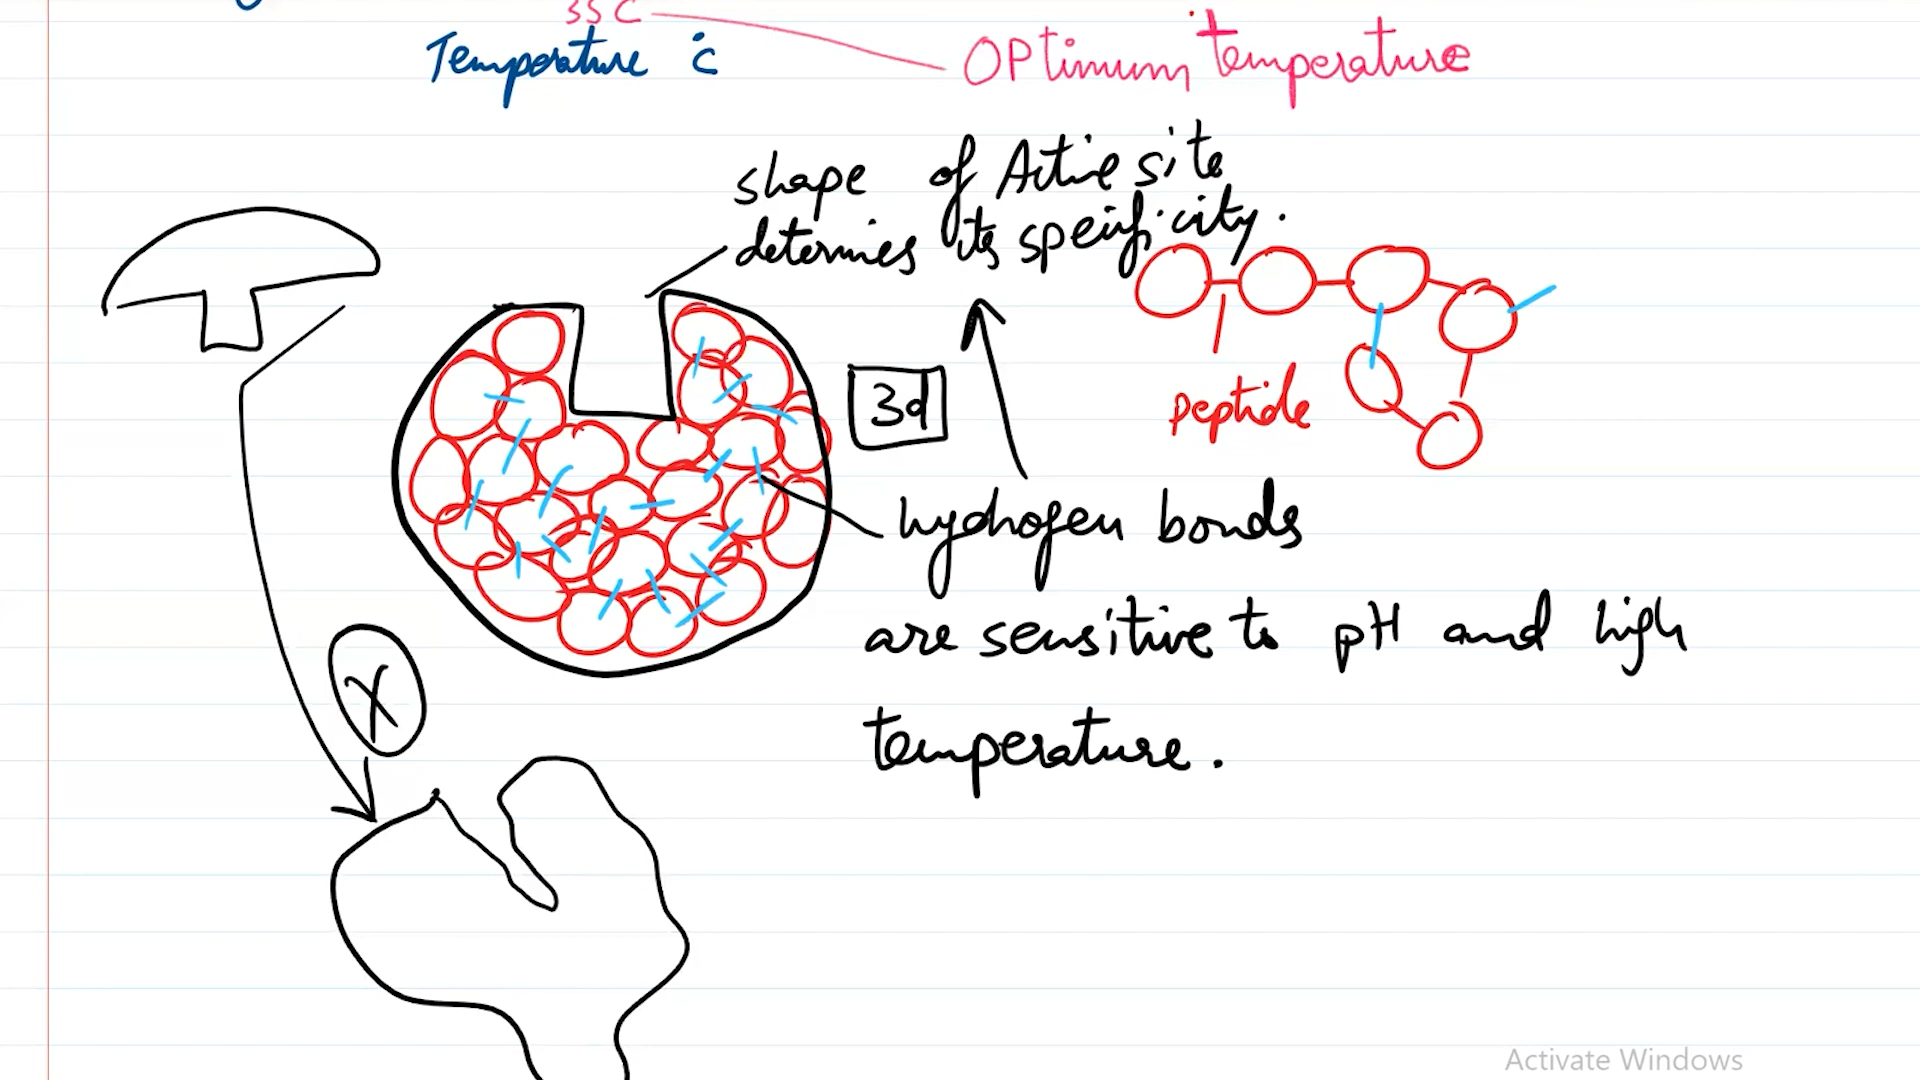 35 C
Temperature °C
Optimum temperature
shape of Active site
determines its specificity.
3d
peptide
hydrogen bonds
are sensitive to pH and high
temperature.
X
Activate Windows